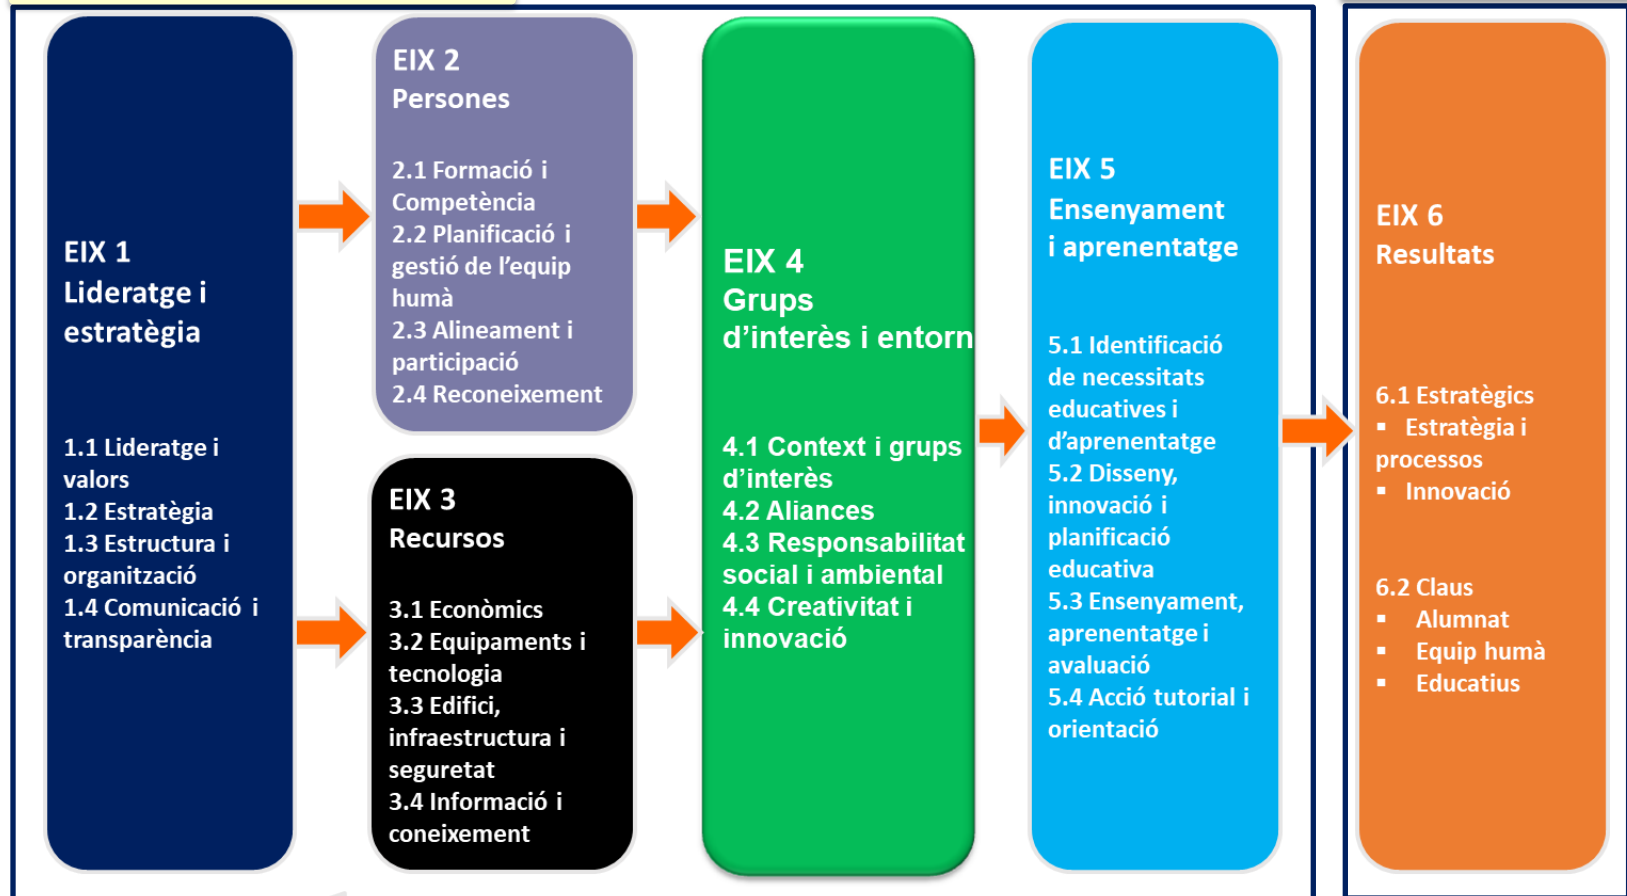 EIX 1
Lideratge i
estratègia
1.1 Lideratge i
valors
1.2 Estratègia
1.3 Estructura i
organització
1.4 Comunicació i
transparència
EIX 2
Persones
2.1 Formació i
Competència
2.2 Planificació i
gestió de l’equip
humà
2.3 Alineament i
participació
2.4 Reconeixement
EIX 3
Recursos
3.1 Econòmics
3.2 Equipaments i
tecnologia
3.3 Edifici,
infraestructura i
seguretat
3.4 Informació i
coneixement
EIX 4
Grups
d’interès i entorn
4.1 Context i grups
d’interès
4.2 Aliances
4.3 Responsabilitat
social i ambiental
4.4 Creativitat i
innovació
EIX 5
Ensenyament
i aprenentatge
5.1 Identificació
de necessitats
educatives i
d’aprenentatge
5.2 Disseny,
innovació i
planificació
educativa
5.3 Ensenyament,
aprenentatge i
avaluació
5.4 Acció tutorial i
orientació
EIX 6
Resultats
6.1 Estratègics
▪ Estratègia i
processos
▪ Innovació
6.2 Claus
▪ Alumnat
▪ Equip humà
▪ Educatius